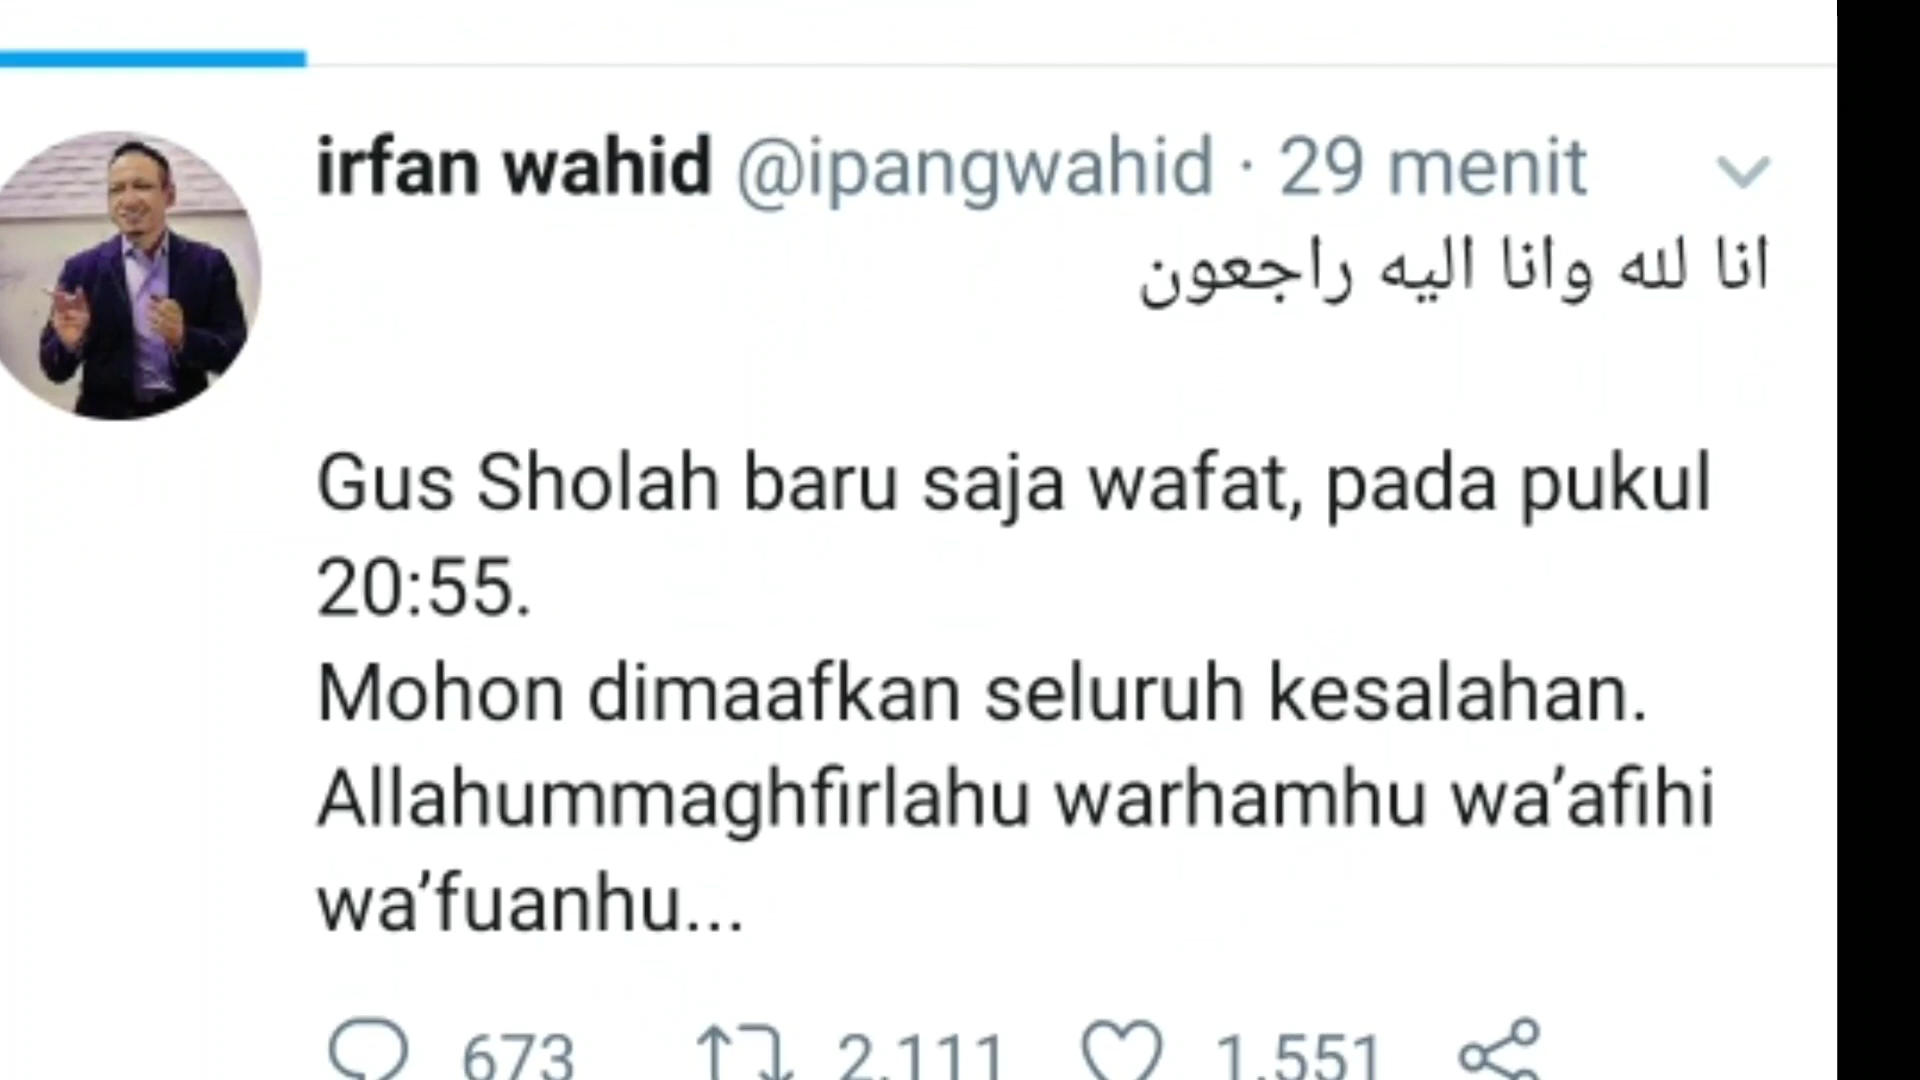 irfan wahid @ipangwahid · 29 menit
انا لله وانا اليه راجعون
Gus Sholah baru saja wafat, pada pukul
20:55.
Mohon dimaafkan seluruh kesalahan.
Allahummaghfirlahu warhamhu wa’afihi
wa’fuanhu...
673 2.111 1.551